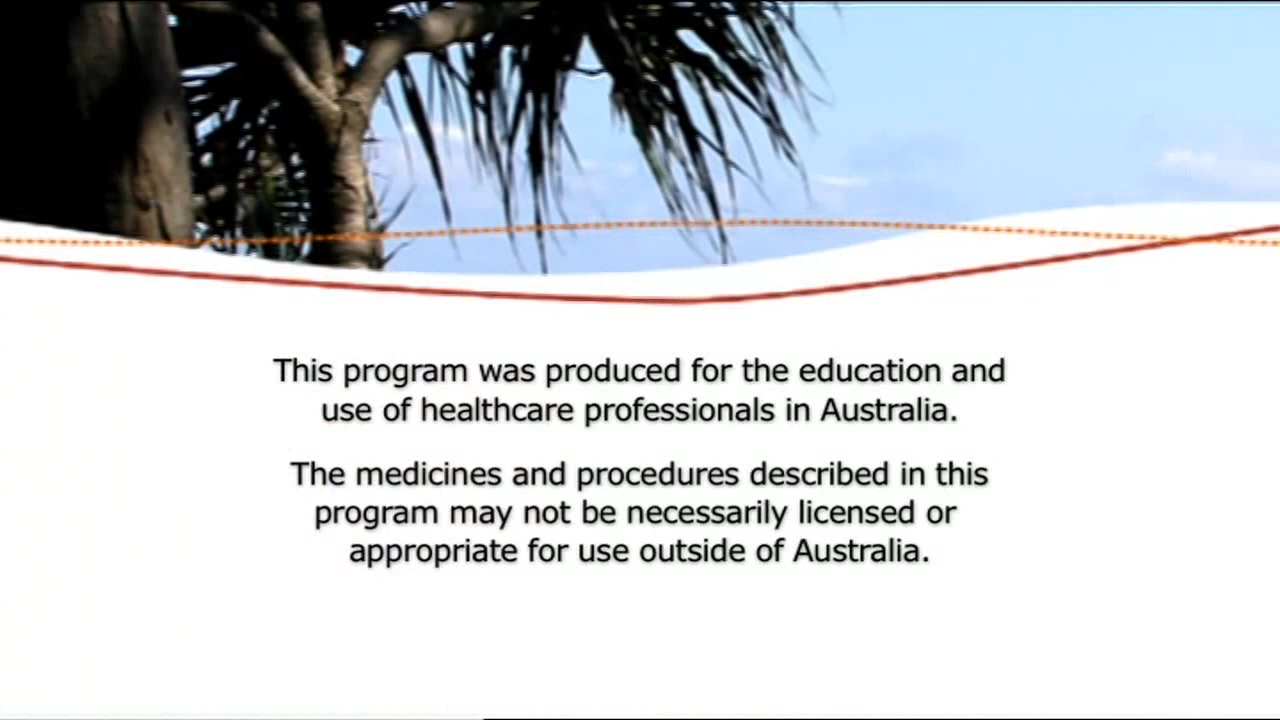 This program was produced for the education and
use of healthcare professionals in Australia.
The medicines and procedures described in this
program may not be necessarily licensed or
appropriate for use outside of Australia.